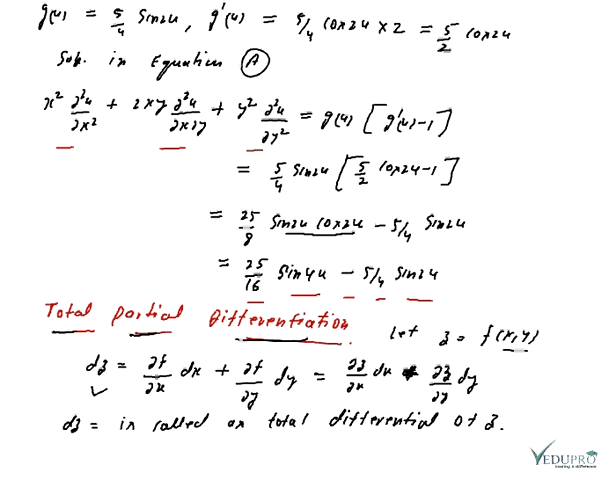 g(u) = 5/4 Sin2u, g'(u) = 5/4 Cos2u × 2 = 5/2 Cos2u
Sub. in Equation (A)
x² ∂²u/∂x² + 2xy ∂²u/∂x∂y + y² ∂²u/∂y² = g(u) [g'(u)-1]
= 5/4 Sin2u [5/2 Cos2u-1]
= 25/8 Sin2u Cos2u - 5/4 Sin2u
= 25/16 Sin4u - 5/4 Sin2u
Total partial Differentiation. Let z = f(x,y)
dz = ∂f/∂x dx + ∂f/∂y dy = ∂z/∂x dx + ∂z/∂y dy
dz = is called as total differential of z.
VEDUPRO